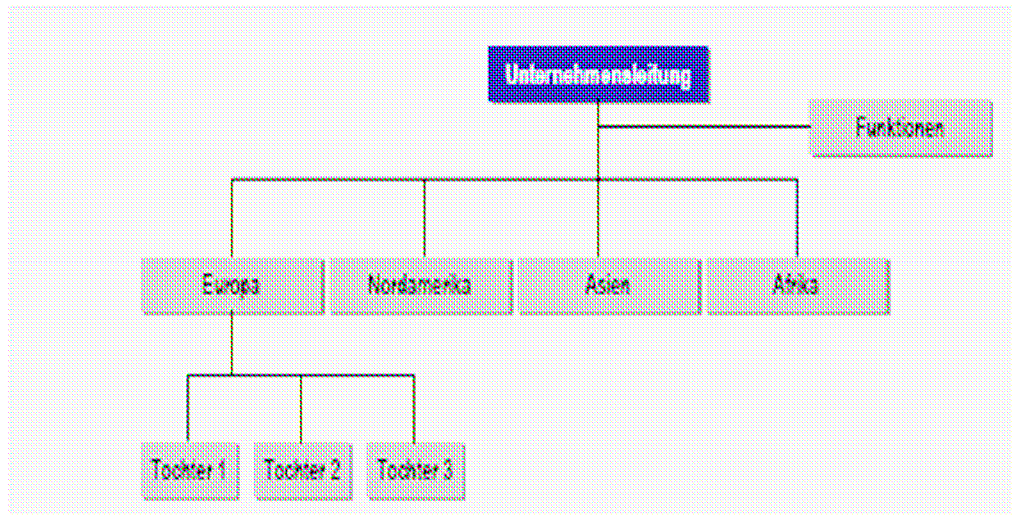 Unternehmensleitung
Funktionen
Europa
Nordamerika
Asien
Afrika
Tochter 1
Tochter 2
Tochter 3